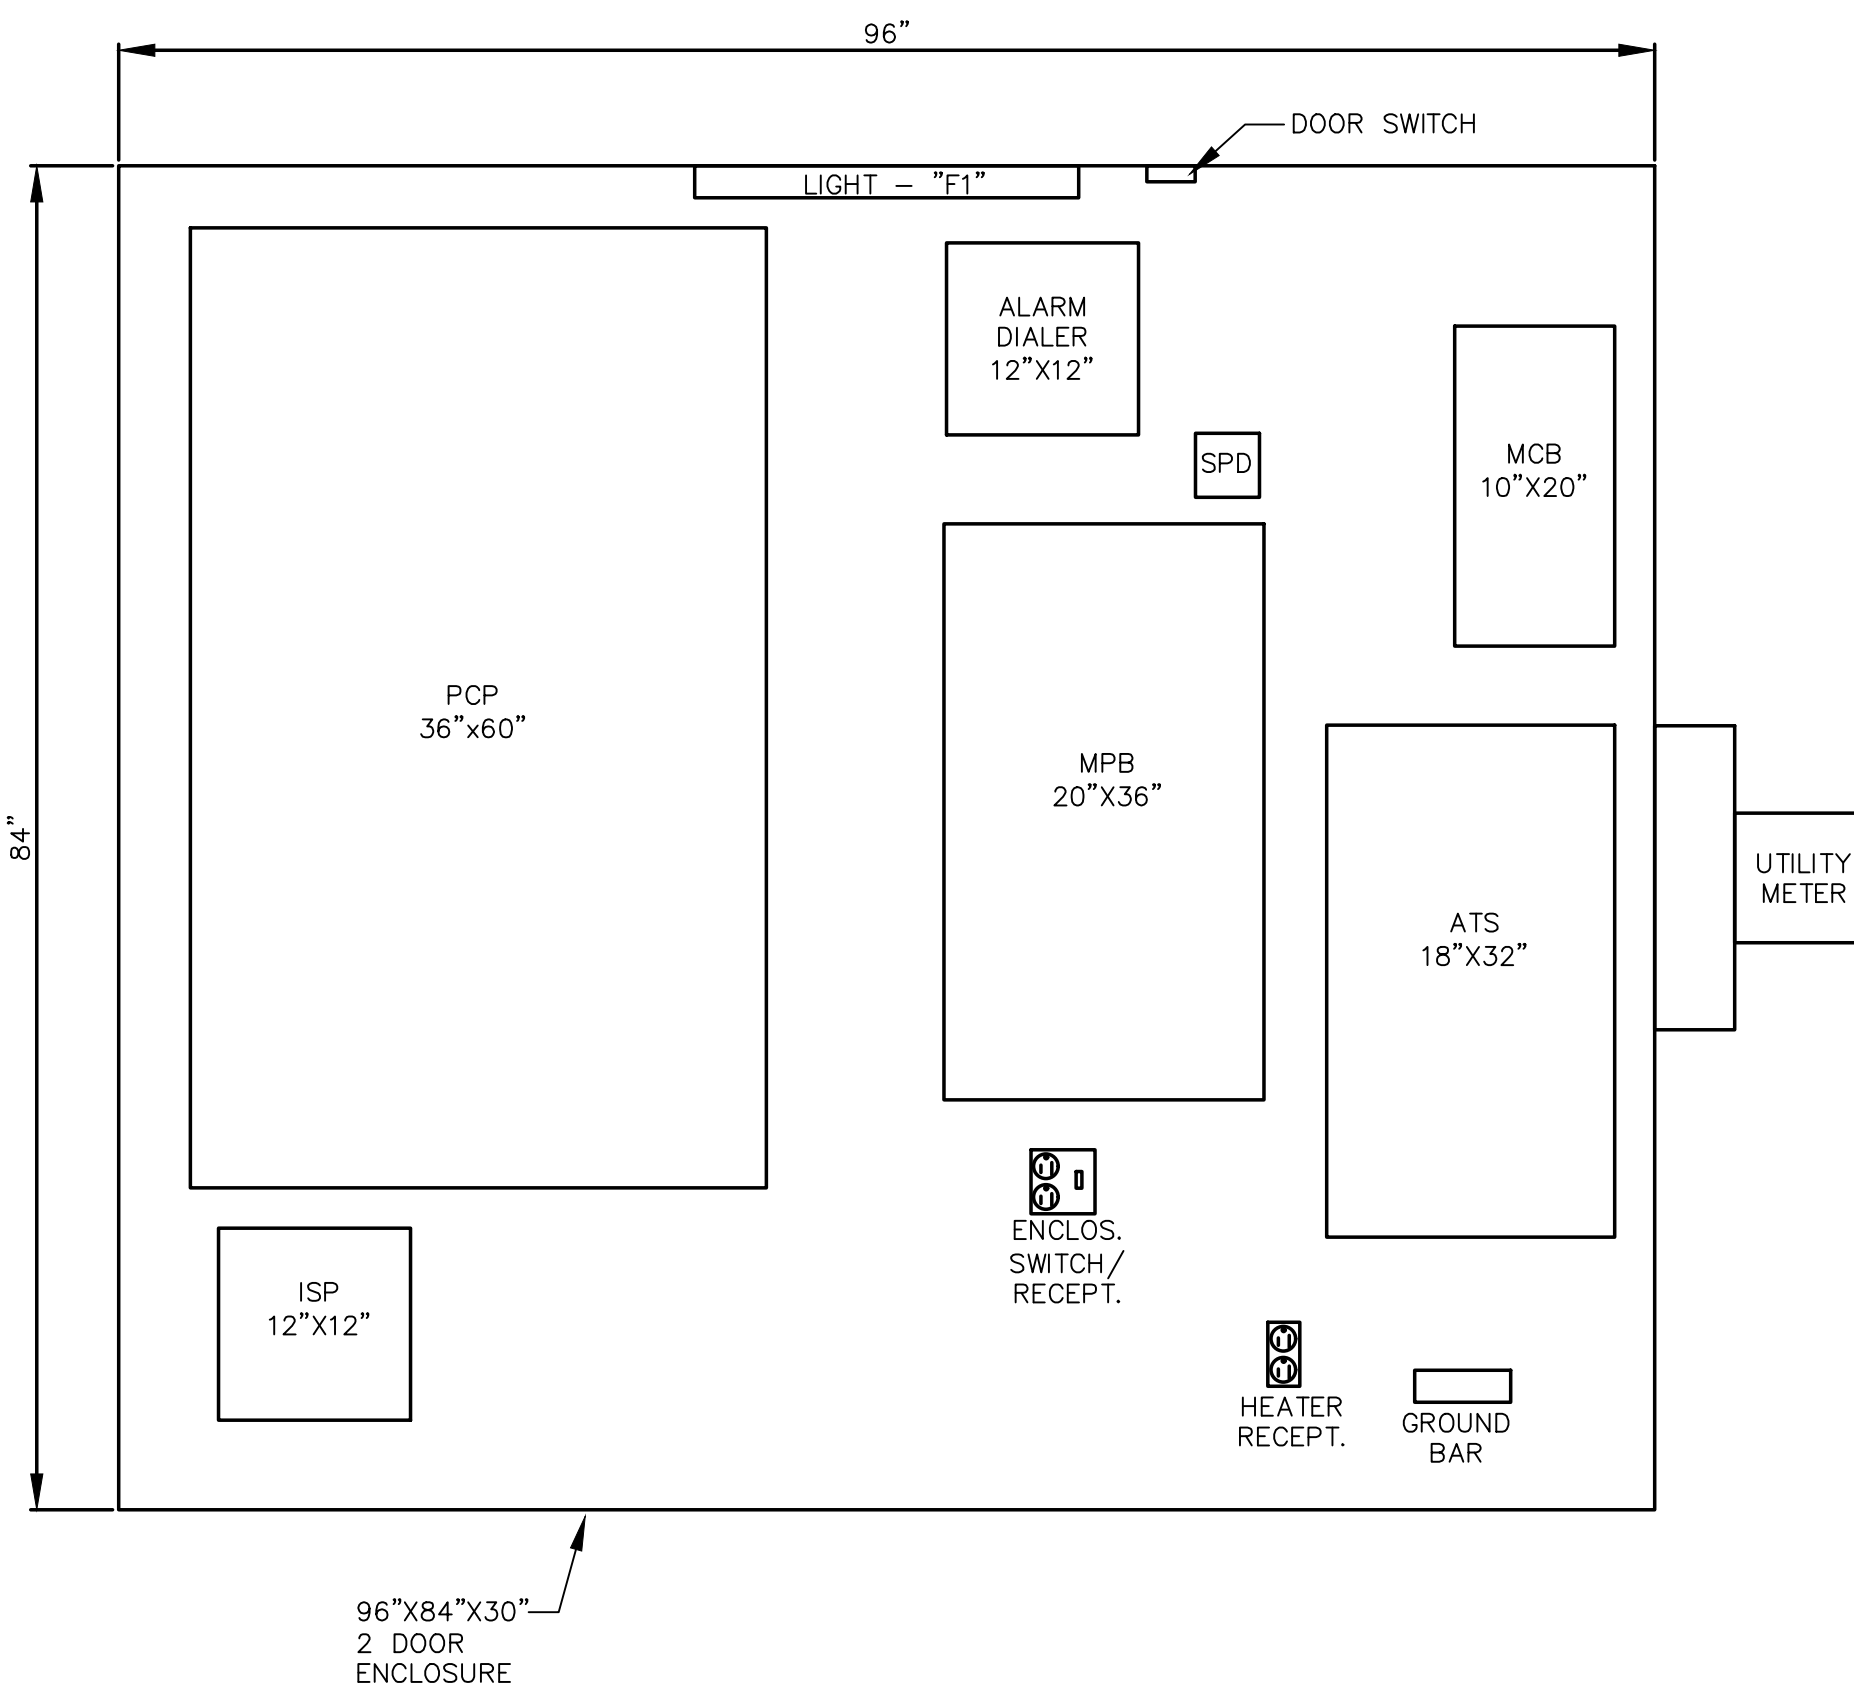 96”
DOOR SWITCH
LIGHT – ”F1”
ALARM
DIALER
12”X12”
SPD
MCB
10”X20”
PCP
36”x60”
MPB
20”X36”
84”
UTILITY
METER
ATS
18”X32”
ENCLOS.
SWITCH/
RECEPT.
ISP
12”X12”
HEATER
RECEPT.
GROUND
BAR
96”X84”X30”
2 DOOR
ENCLOSURE